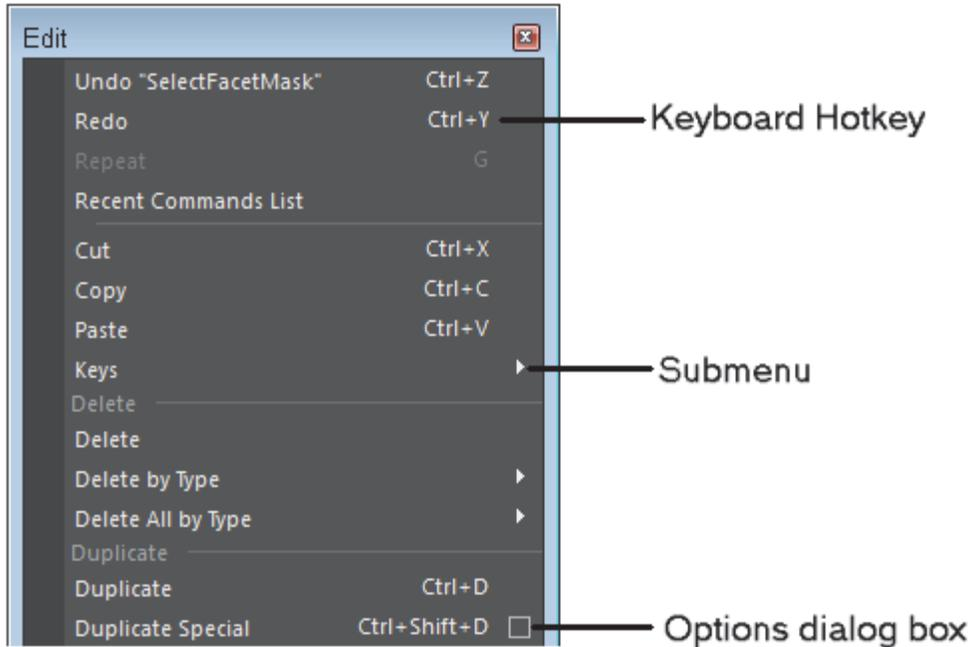 Edit
Undo "SelectFacetMask" Ctrl+Z
Redo Ctrl+Y Keyboard Hotkey
Repeat G
Recent Commands List
Cut Ctrl+X
Copy Ctrl+C
Paste Ctrl+V
Keys Submenu
Delete
Delete
Delete by Type
Delete All by Type
Duplicate
Duplicate Ctrl+D
Duplicate Special Ctrl+Shift+D Options dialog box